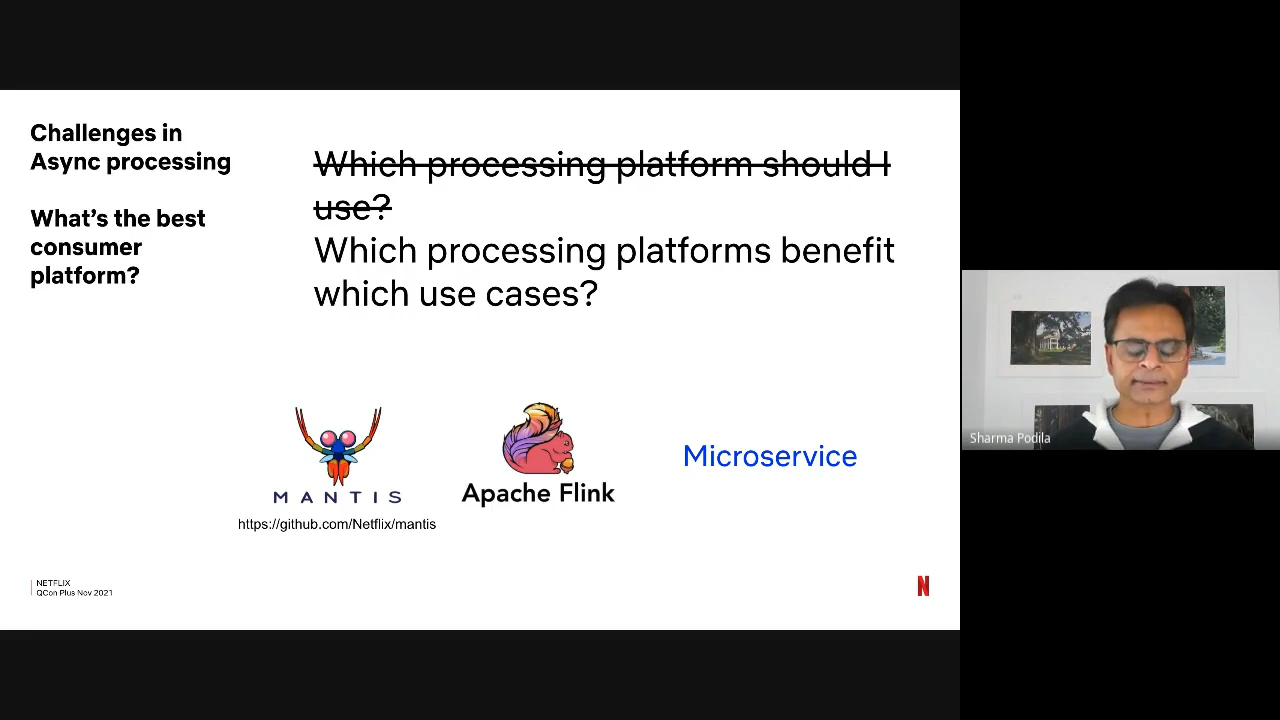 Challenges in
Async processing
What's the best
consumer
platform?
Which processing platform should I
use?
Which processing platforms benefit
which use cases?
MANTIS
https://github.com/Netflix/mantis
Apache Flink
Microservice
NETFLIX
QCon Plus Nov 2021
N
Sharma Podila